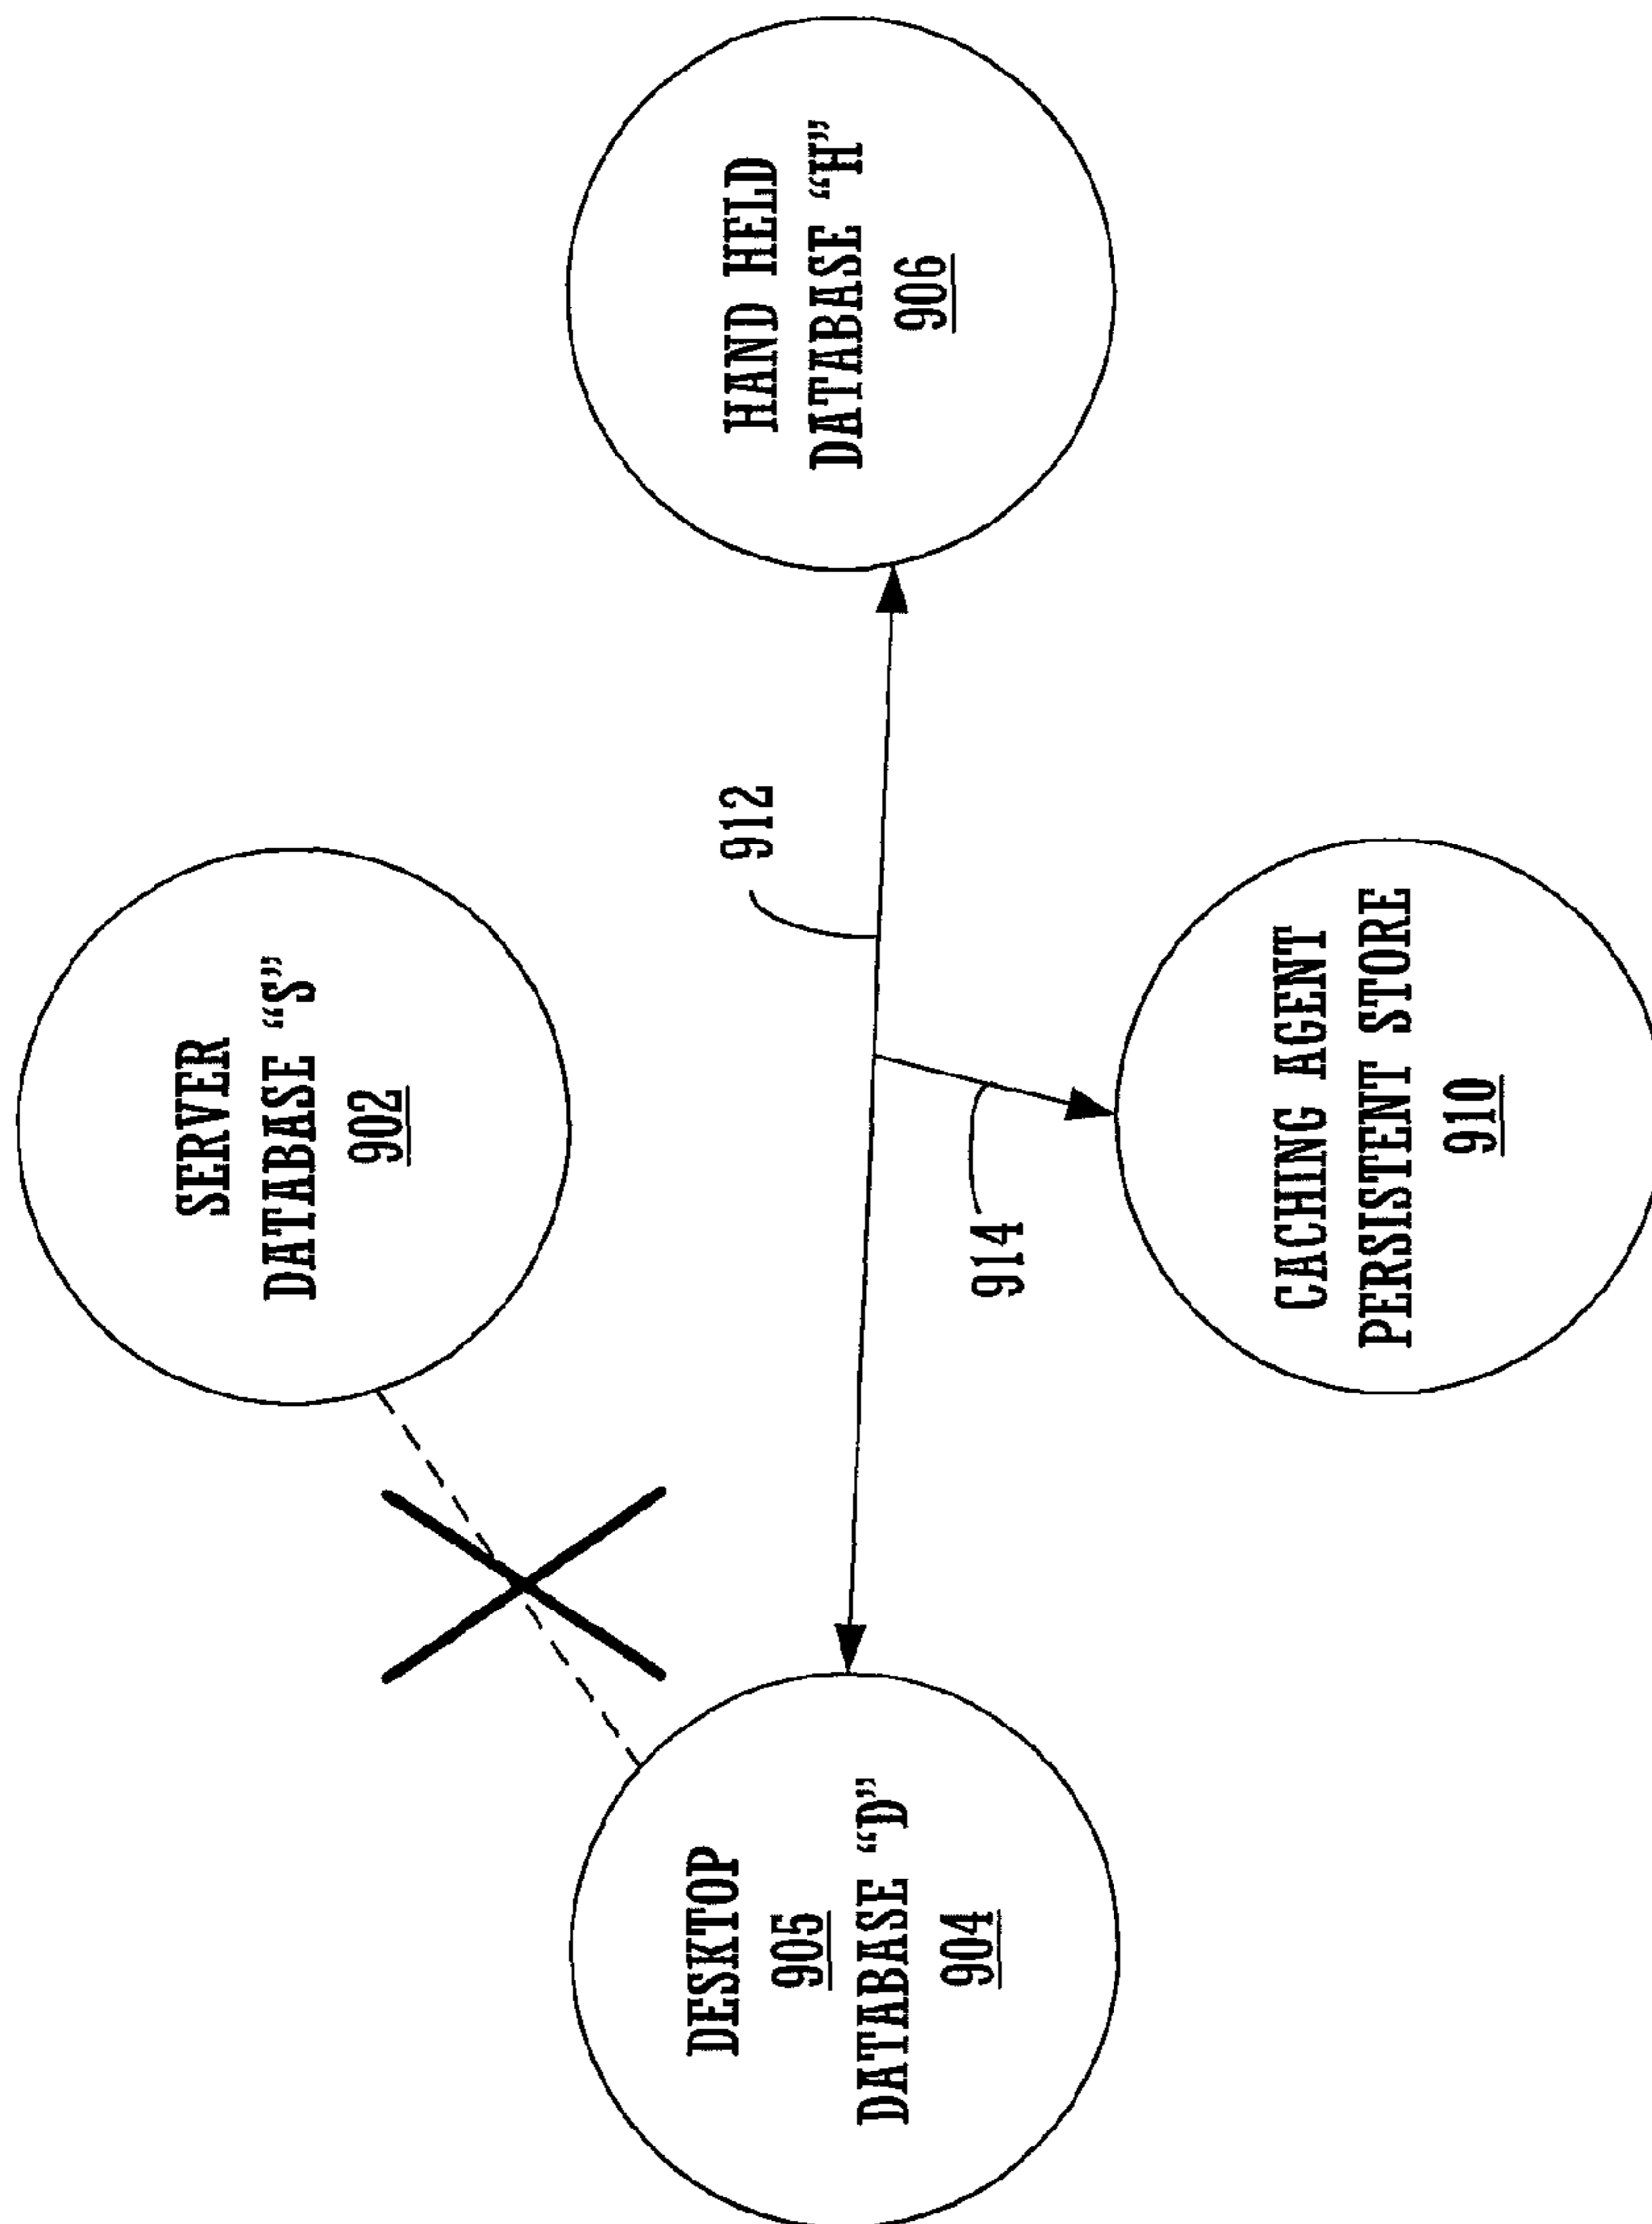 SERVER
DATABASE “S”
902
DESKTOP
905
DATABASE “D”
904
912
HAND HELD
DATABASE “H”
906
914
CACHING AGENT
PERSISTENT STORE
910